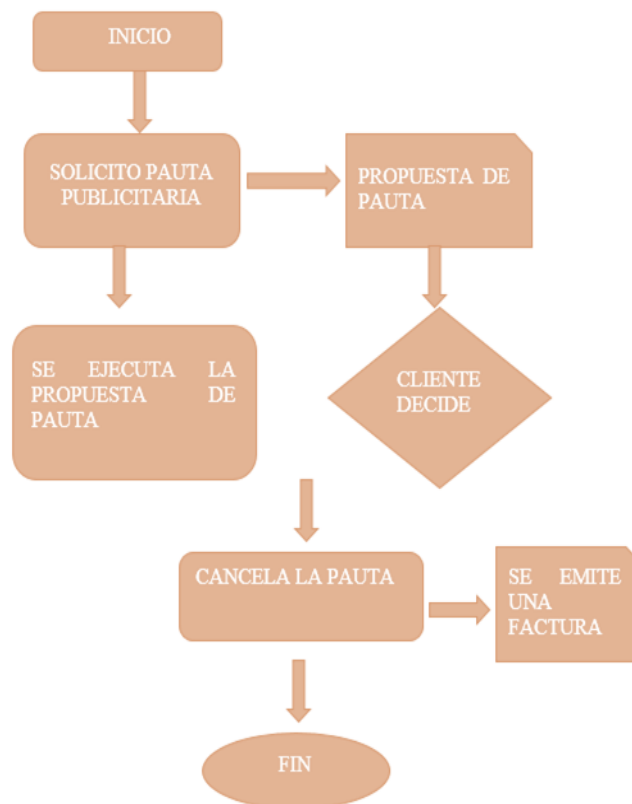 INICIO
SOLICITO PAUTA
PUBLICITARIA
PROPUESTA DE
PAUTA
SE EJECUTA LA
PROPUESTA DE
PAUTA
CLIENTE
DECIDE
CANCELA LA PAUTA
SE EMITE
UNA
FACTURA
FIN